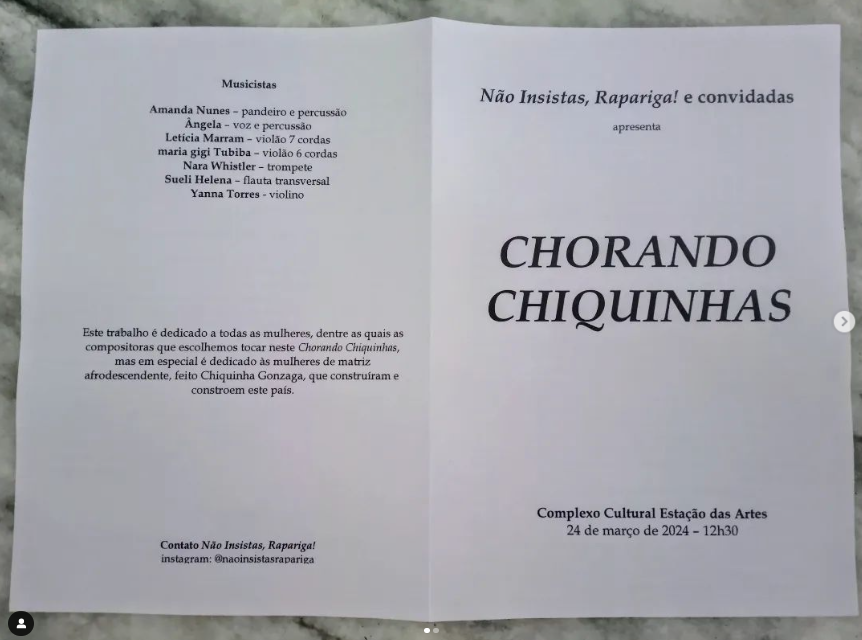 Musicistas
Amanda Nunes – pandeiro e percussão
Ângela – voz e percussão
Letícia Marram – violão 7 cordas
maria gigi Tubiba – violão 6 cordas
Nara Whistler – trompete
Sueli Helena – flauta transversal
Yanna Torres - violino
Este trabalho é dedicado a todas as mulheres, dentre as quais as
compositoras que escolhemos tocar neste Chorando Chiquinhas,
mas em especial é dedicado às mulheres de matriz
afrodescendente, feito Chiquinha Gonzaga, que construíram e
constroem este país.
Contato Não Insistas, Rapariga!
instagram: @naoinsistasrapariga
Não Insistas, Rapariga! e convidadas
apresenta
CHORANDO
CHIQUINHAS
Complexo Cultural Estação das Artes
24 de março de 2024 – 12h30